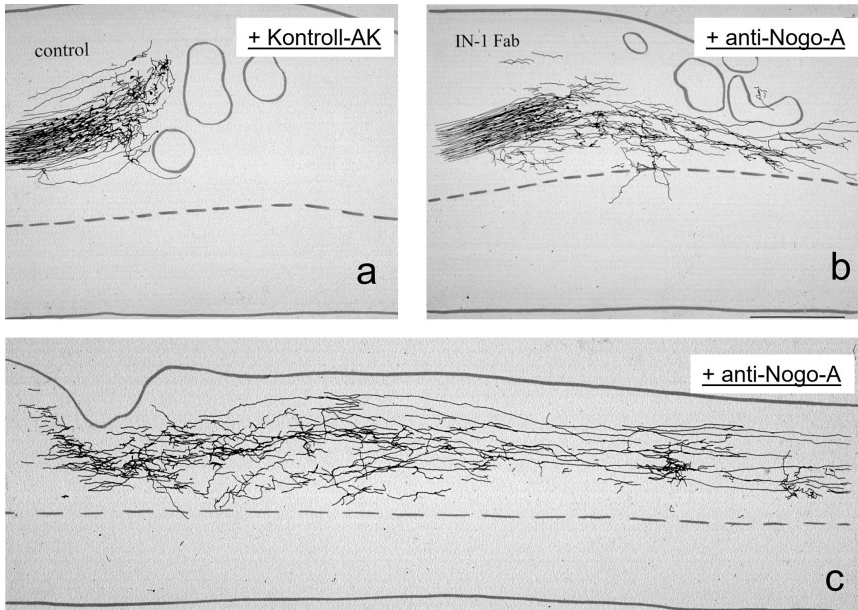 + Kontroll-AK
control
a
+ anti-Nogo-A
IN-1 Fab
b
+ anti-Nogo-A
c